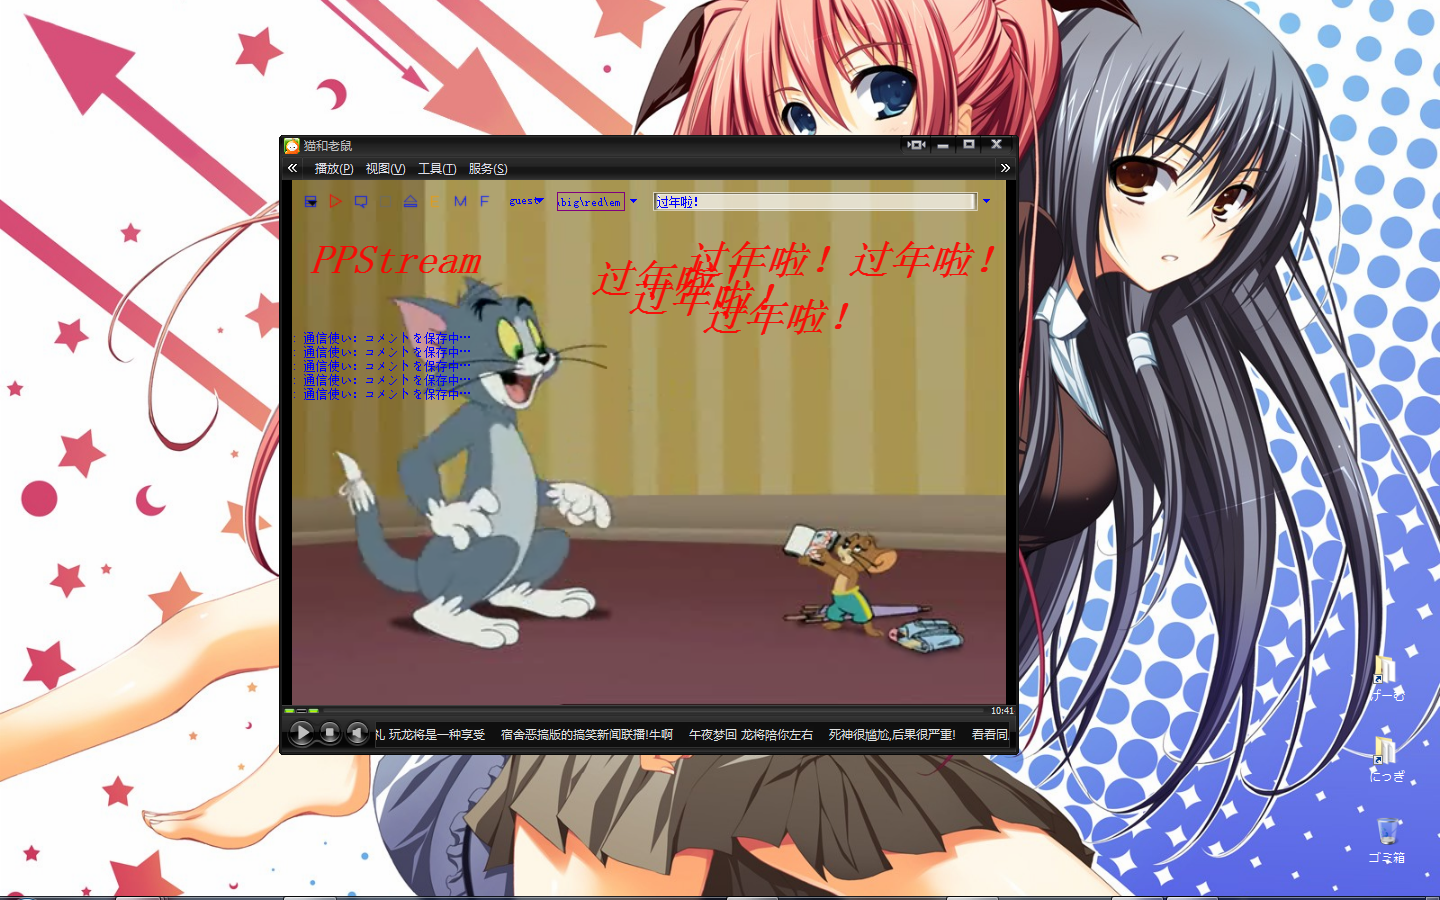 猫和老鼠
播放(P) 视图(V) 工具(T) 服务(S)
M F guest \big\red\em 过年啦!
PPStream
过年啦! 过年啦!
过年啦!
过年啦!
过年啦!
: 通信使い: コメントを保存中…
: 通信使い: コメントを保存中…
: 通信使い: コメントを保存中…
: 通信使い: コメントを保存中…
: 通信使い: コメントを保存中…
げーむ
10:41
礼 玩龙将是一种享受 宿舍恶搞版的搞笑新闻联播!牛啊 午夜梦回 龙将陪你左右 死神很尴尬,后果很严重! 看看同
にっぎ
ゴミ箱